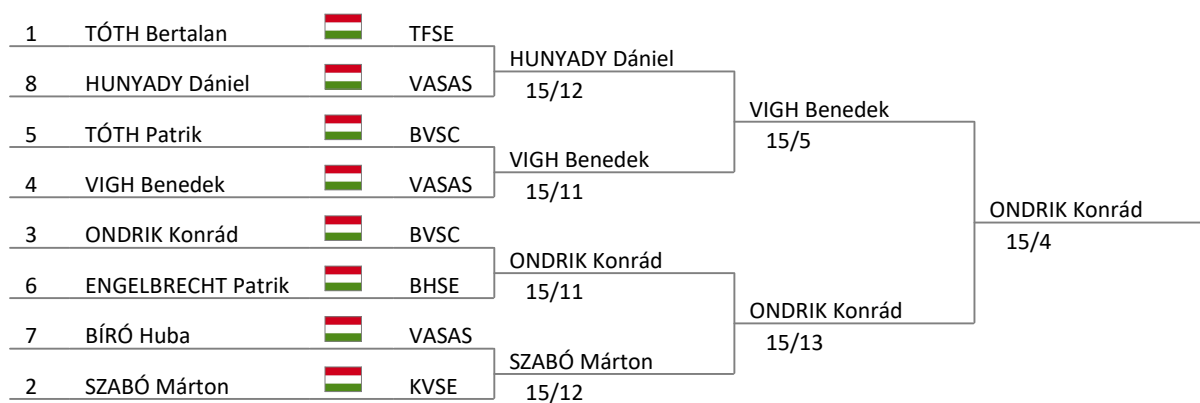 1 TÓTH Bertalan TFSE
HUNYADY Dániel
8 HUNYADY Dániel VASAS
15/12
VIGH Benedek
5 TÓTH Patrik BVSC
15/5
VIGH Benedek
4 VIGH Benedek VASAS
15/11
ONDRIK Konrád
3 ONDRIK Konrád BVSC
15/4
ONDRIK Konrád
6 ENGELBRECHT Patrik BHSE
15/11
ONDRIK Konrád
7 BÍRÓ Huba VASAS
15/13
SZABÓ Márton
2 SZABÓ Márton KVSE
15/12